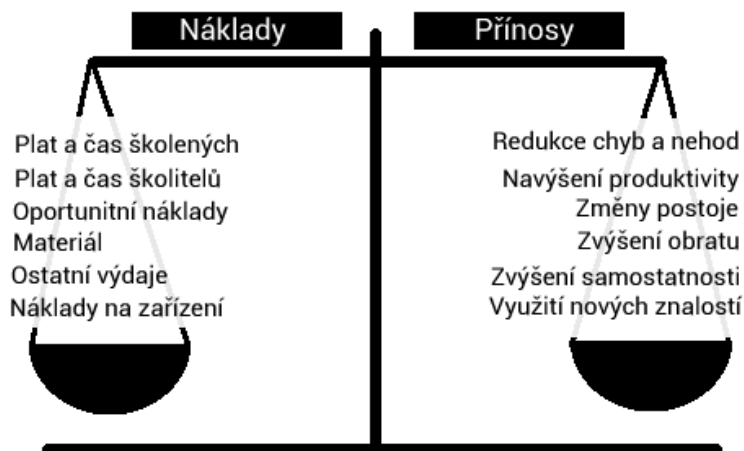 Náklady
Přínosy
Plat a čas školených
Plat a čas školitelů
Oportunitní náklady
Materiál
Ostatní výdaje
Náklady na zařízení
Redukce chyb a nehod
Navýšení produktivity
Změny postoje
Zvýšení obratu
Zvýšení samostatnosti
Využití nových znalostí